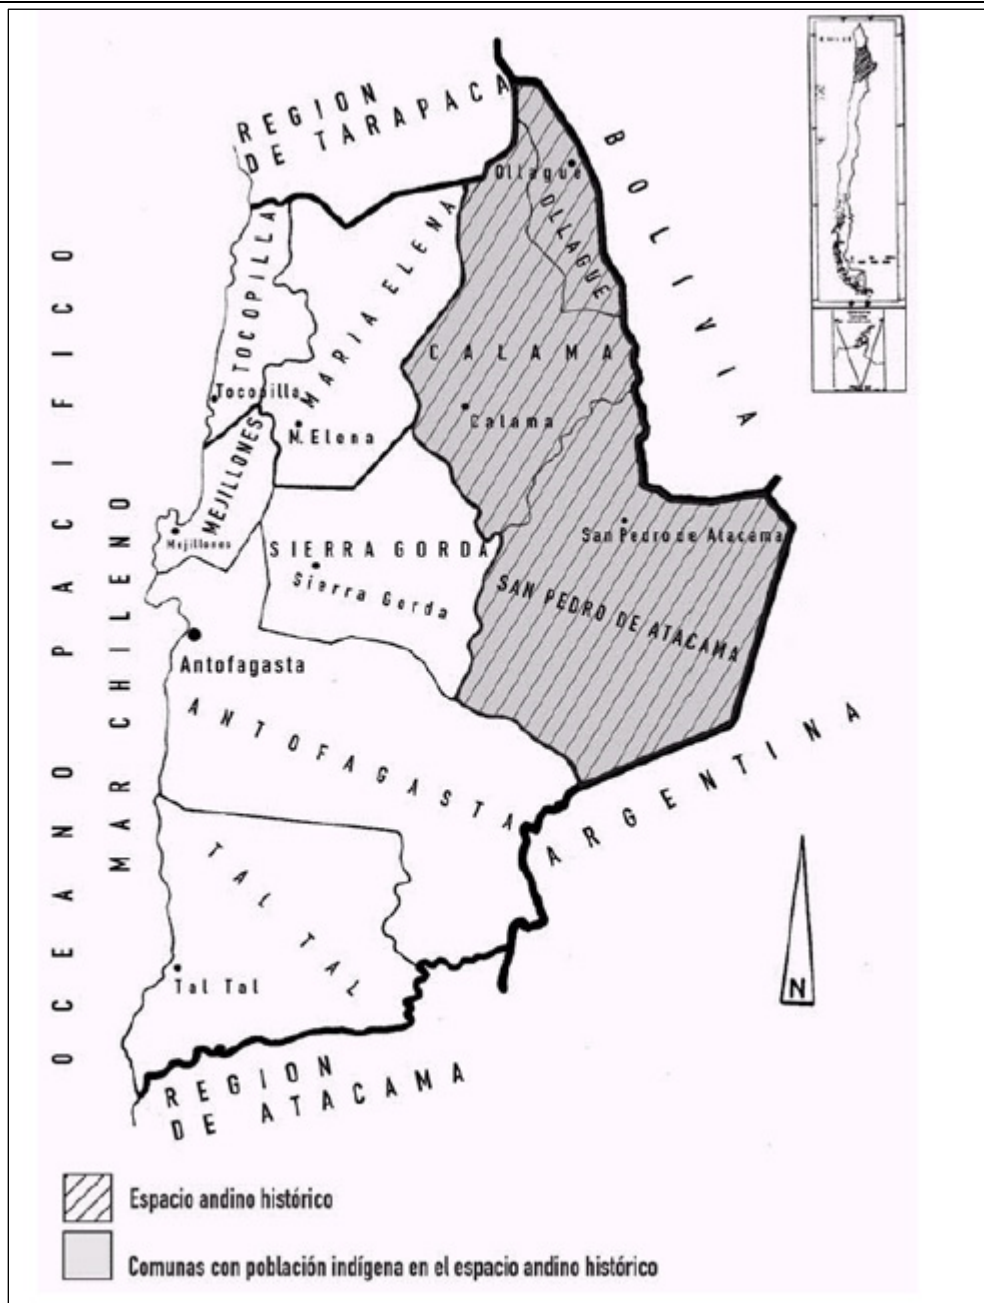 REGION
DE TARAPACA
BOLIVIA
Ollague
OLLAGUE
TOCOPILLA
MARIA ELENA
CALAMA
Tocopilla
M. Elena
Calama
MEJILLONES
Mejillones
SIERRA GORDA
Sierra Gorda
San Pedro de Atacama
SAN PEDRO DE ATACAMA
OCEANO PACIFICO
MAR CHILENO
Antofagasta
ANTOFAGASTA
ARGENTINA
TAL TAL
Tal Tal
REGION
DE ATACAMA
N
Espacio andino histórico
Comunas con población indígena en el espacio andino histórico